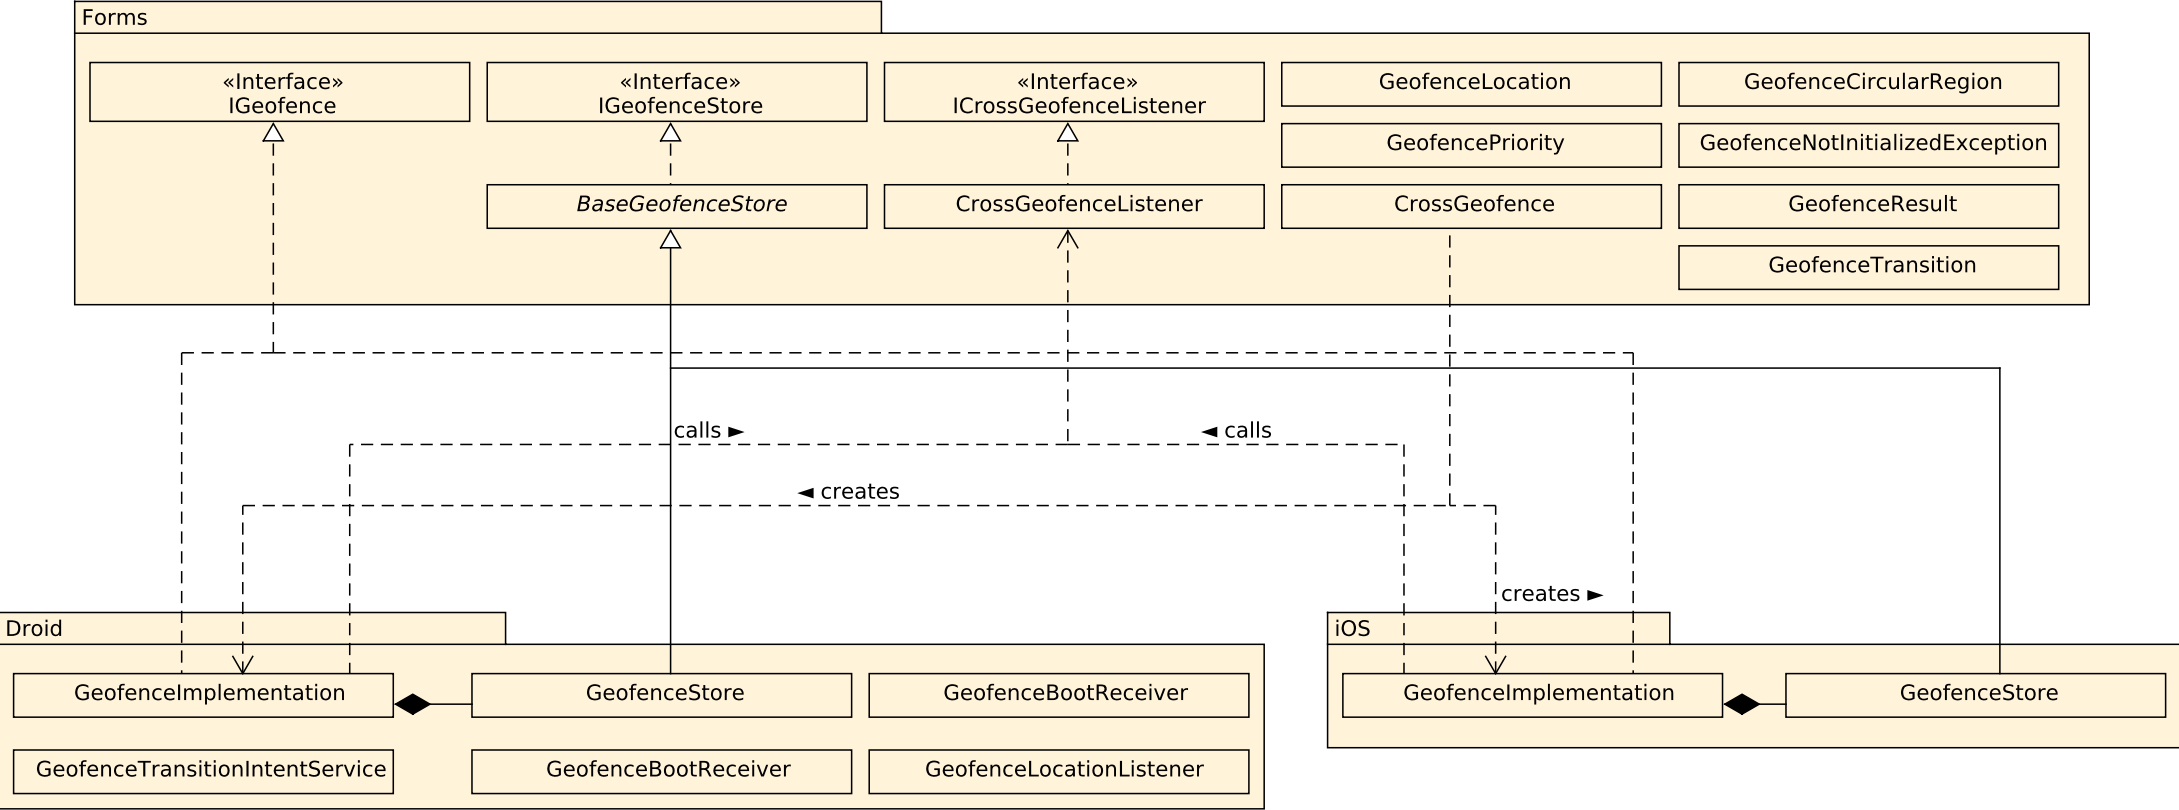 Forms
«Interface»
IGeofence
«Interface»
IGeofenceStore
«Interface»
ICrossGeofenceListener
GeofenceLocation
GeofenceCircularRegion
GeofencePriority
GeofenceNotInitializedException
BaseGeofenceStore
CrossGeofenceListener
CrossGeofence
GeofenceResult
GeofenceTransition
calls ►
◄ calls
◄ creates
creates ►
Droid
GeofenceImplementation
GeofenceStore
GeofenceBootReceiver
GeofenceTransitionIntentService
GeofenceBootReceiver
GeofenceLocationListener
iOS
GeofenceImplementation
GeofenceStore